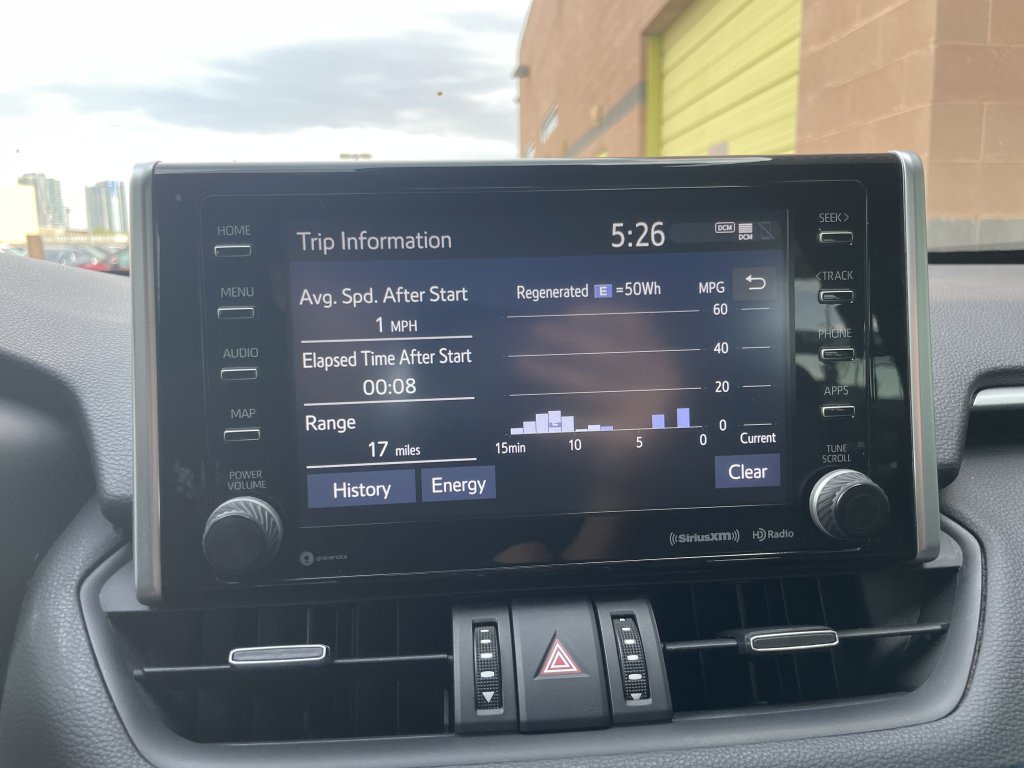 HOME
MENU
AUDIO
MAP
POWER
VOLUME
Trip Information
5:26
DCM
DCM
Avg. Spd. After Start
1 MPH
Elapsed Time After Start
00:08
Range
17 miles
History
Energy
Regenerated E =50Wh
MPG
60
40
20
0
15min
10
5
0
Current
Clear
SEEK >
< TRACK
PHONE
APPS
TUNE
SCROLL
gracenote
((SiriusXM))
HD Radio